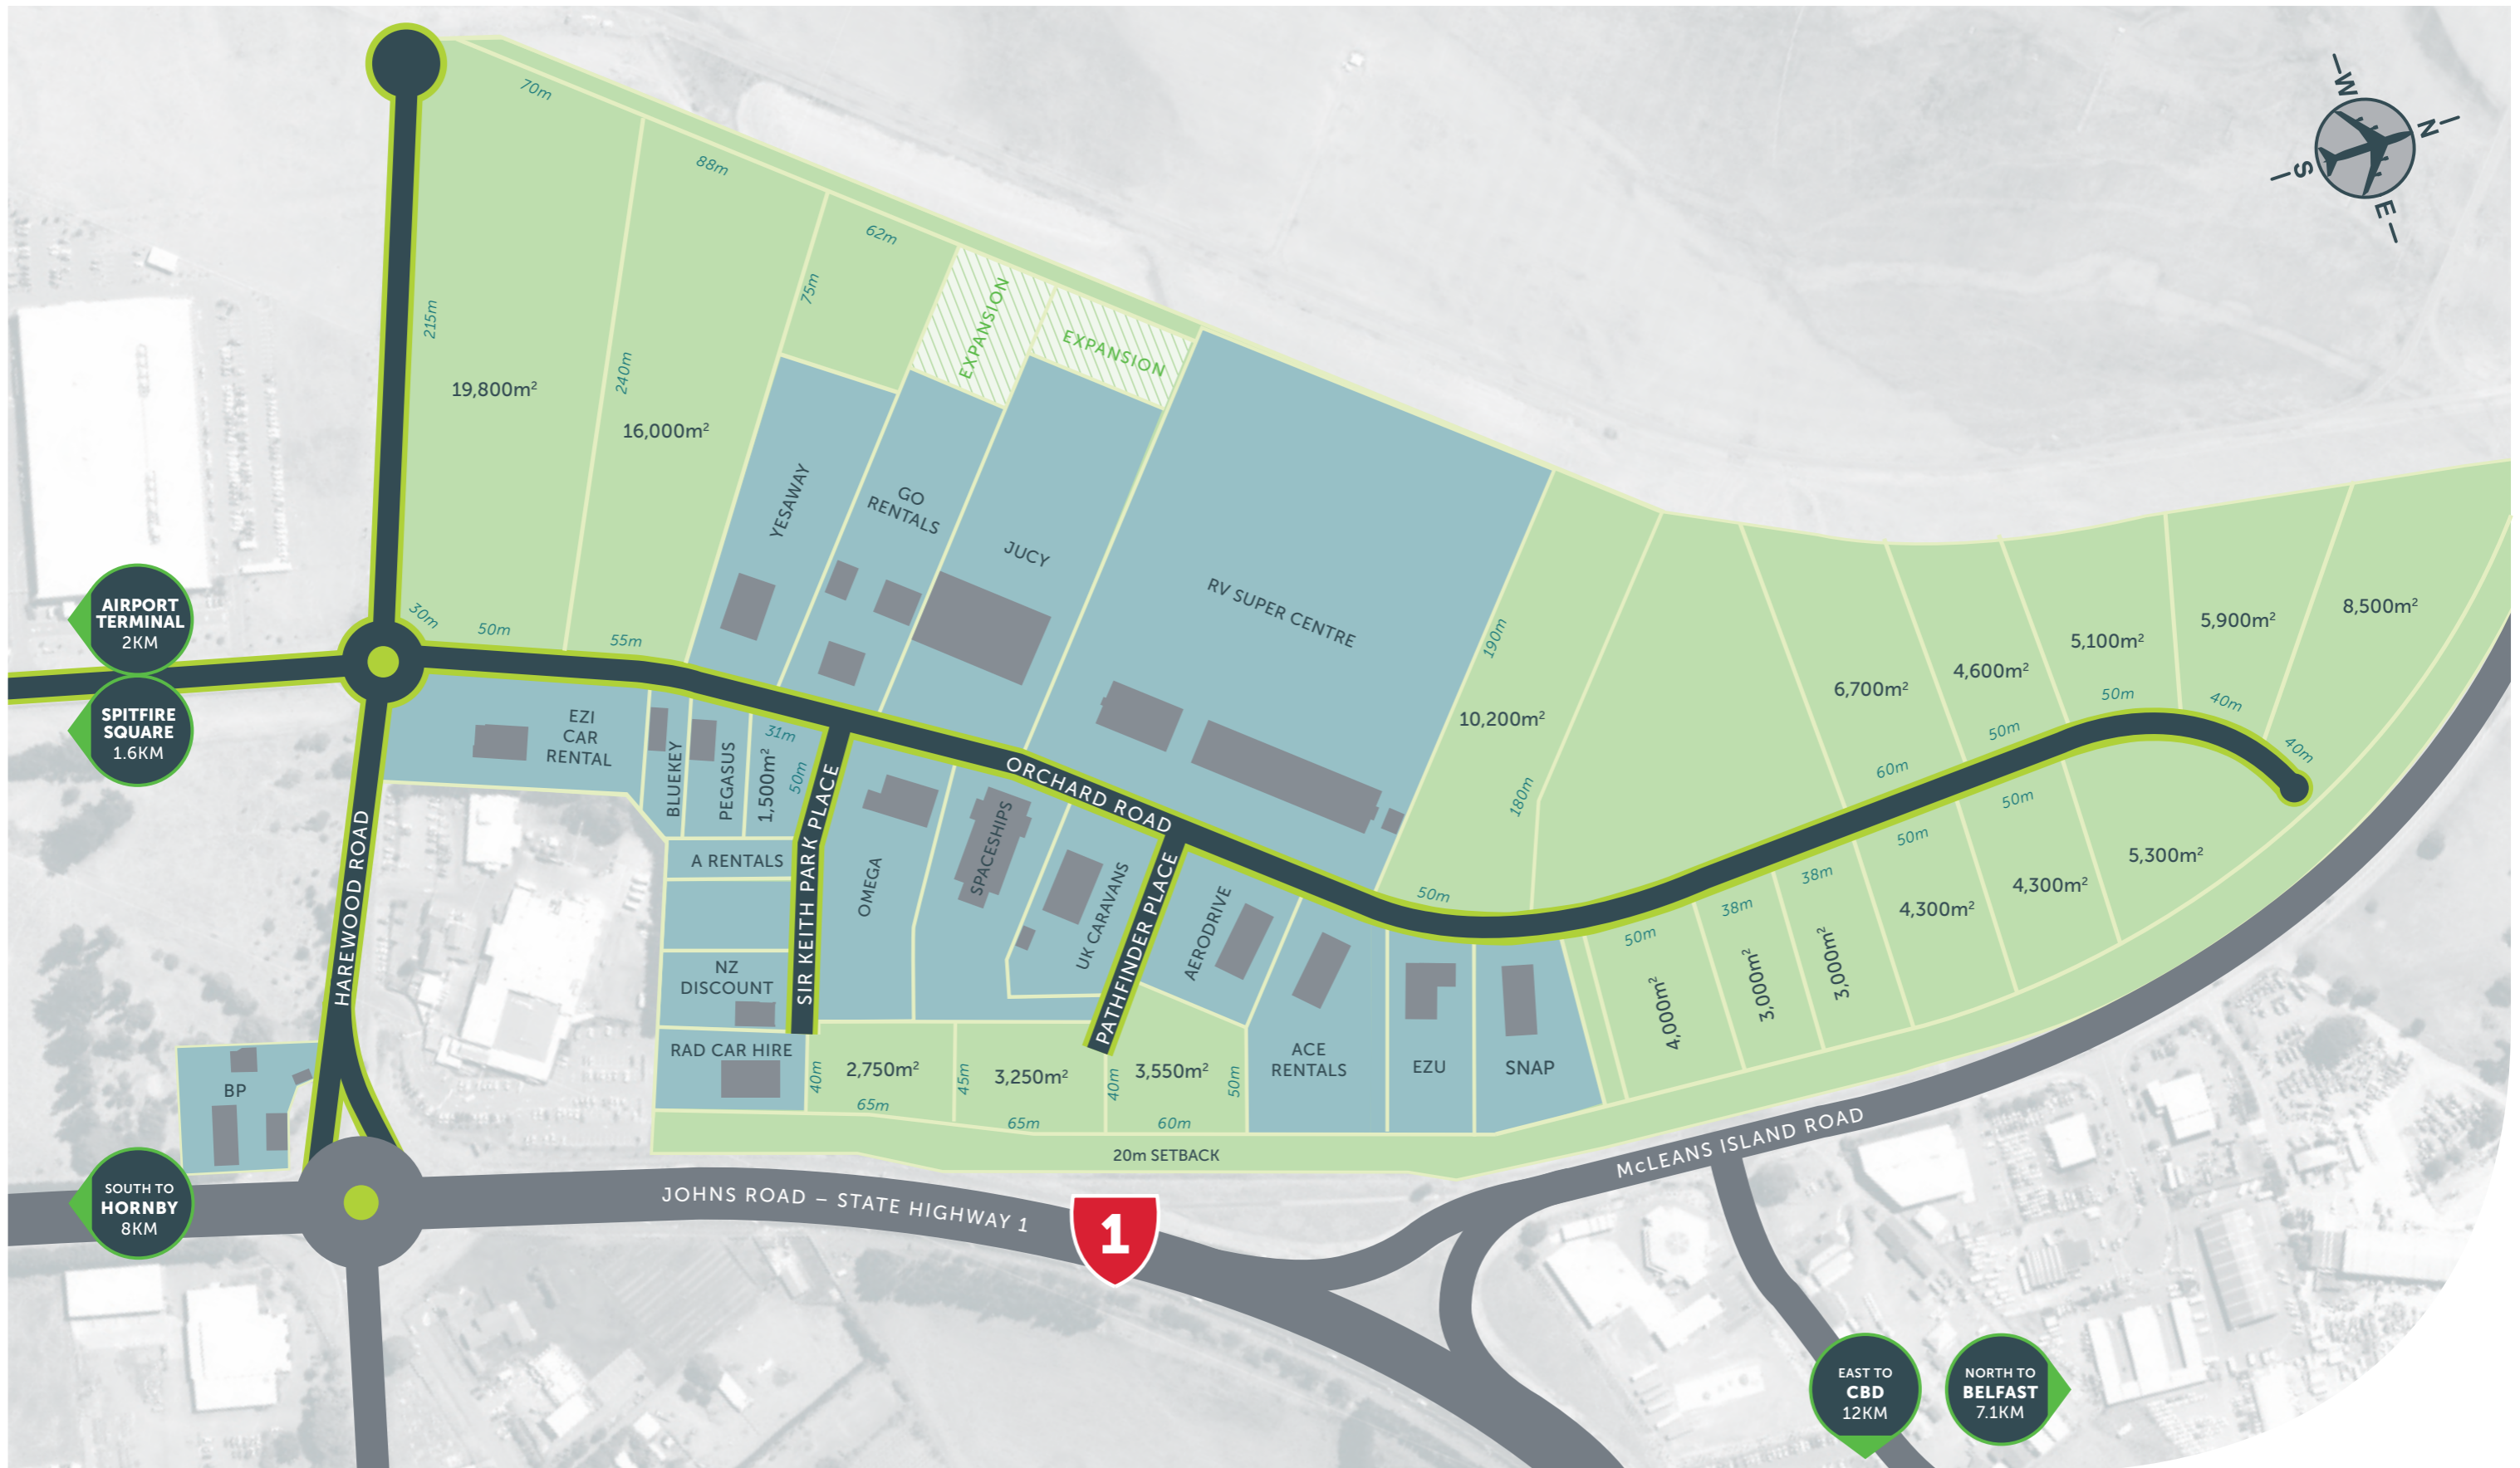 70m
88m
62m
75m
215m
240m
19,800m²
16,000m²
EXPANSION
EXPANSION
W
N
S
E
YESAWAY
GO
RENTALS
JUCY
RV SUPER CENTRE
190m
180m
10,200m²
6,700m²
4,600m²
5,100m²
5,900m²
8,500m²
AIRPORT
TERMINAL
2KM
SPITFIRE
SQUARE
1.6KM
30m
50m
55m
EZI
CAR
RENTAL
BLUEKEY
PEGASUS
1,500m²
31m
50m
ORCHARD ROAD
HAREWOOD ROAD
SIR KEITH PARK PLACE
PATHFINDER PLACE
A RENTALS
NZ
DISCOUNT
RAD CAR HIRE
OMEGA
SPACESHIPS
UK CARAVANS
AERODRIVE
ACE
RENTALS
EZU
SNAP
50m
60m
50m
50m
40m
40m
50m
38m
38m
50m
50m
4,000m²
3,000m²
3,000m²
4,300m²
4,300m²
5,300m²
BP
40m
2,750m²
65m
45m
3,250m²
65m
40m
3,550m²
60m
50m
20m SETBACK
SOUTH TO
HORNBY
8KM
JOHNS ROAD – STATE HIGHWAY 1
1
McLEANS ISLAND ROAD
EAST TO
CBD
12KM
NORTH TO
BELFAST
7.1KM